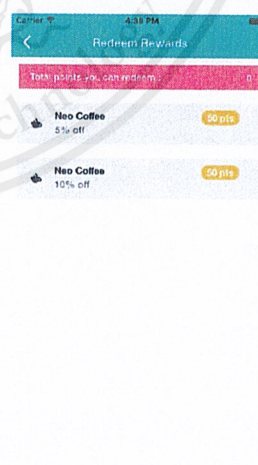 Carrier 4:39 PM
Redeem Rewards
Total points you can redeem : 0
Neo Coffee
50 pts
5% off
Neo Coffee
50 pts
10% off